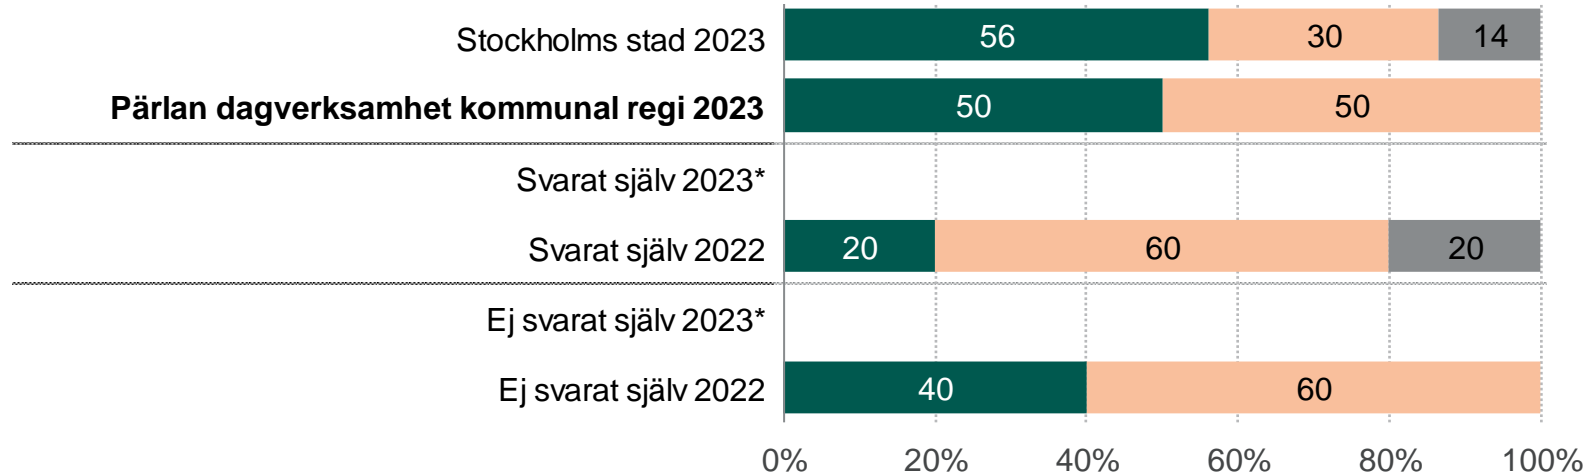 Stockholms stad 2023 56 30 14
Pärlan dagverksamhet kommunal regi 2023 50 50
Svarat själv 2023*
Svarat själv 2022 20 60 20
Ej svarat själv 2023*
Ej svarat själv 2022 40 60
0% 20% 40% 60% 80% 100%